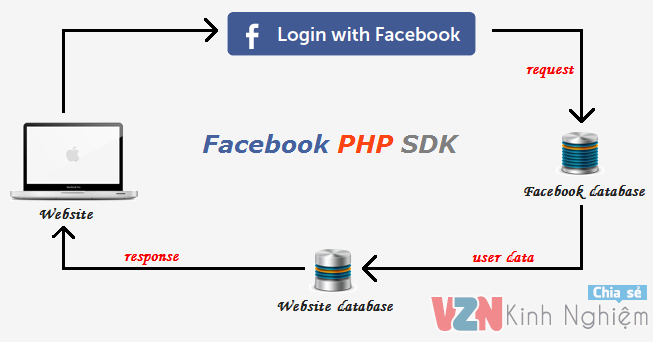 f Login with Facebook
request
Facebook PHP SDK
Website
Facebook database
response
user data
Website database
Chia sẻ
VZN Kinh Nghiệm